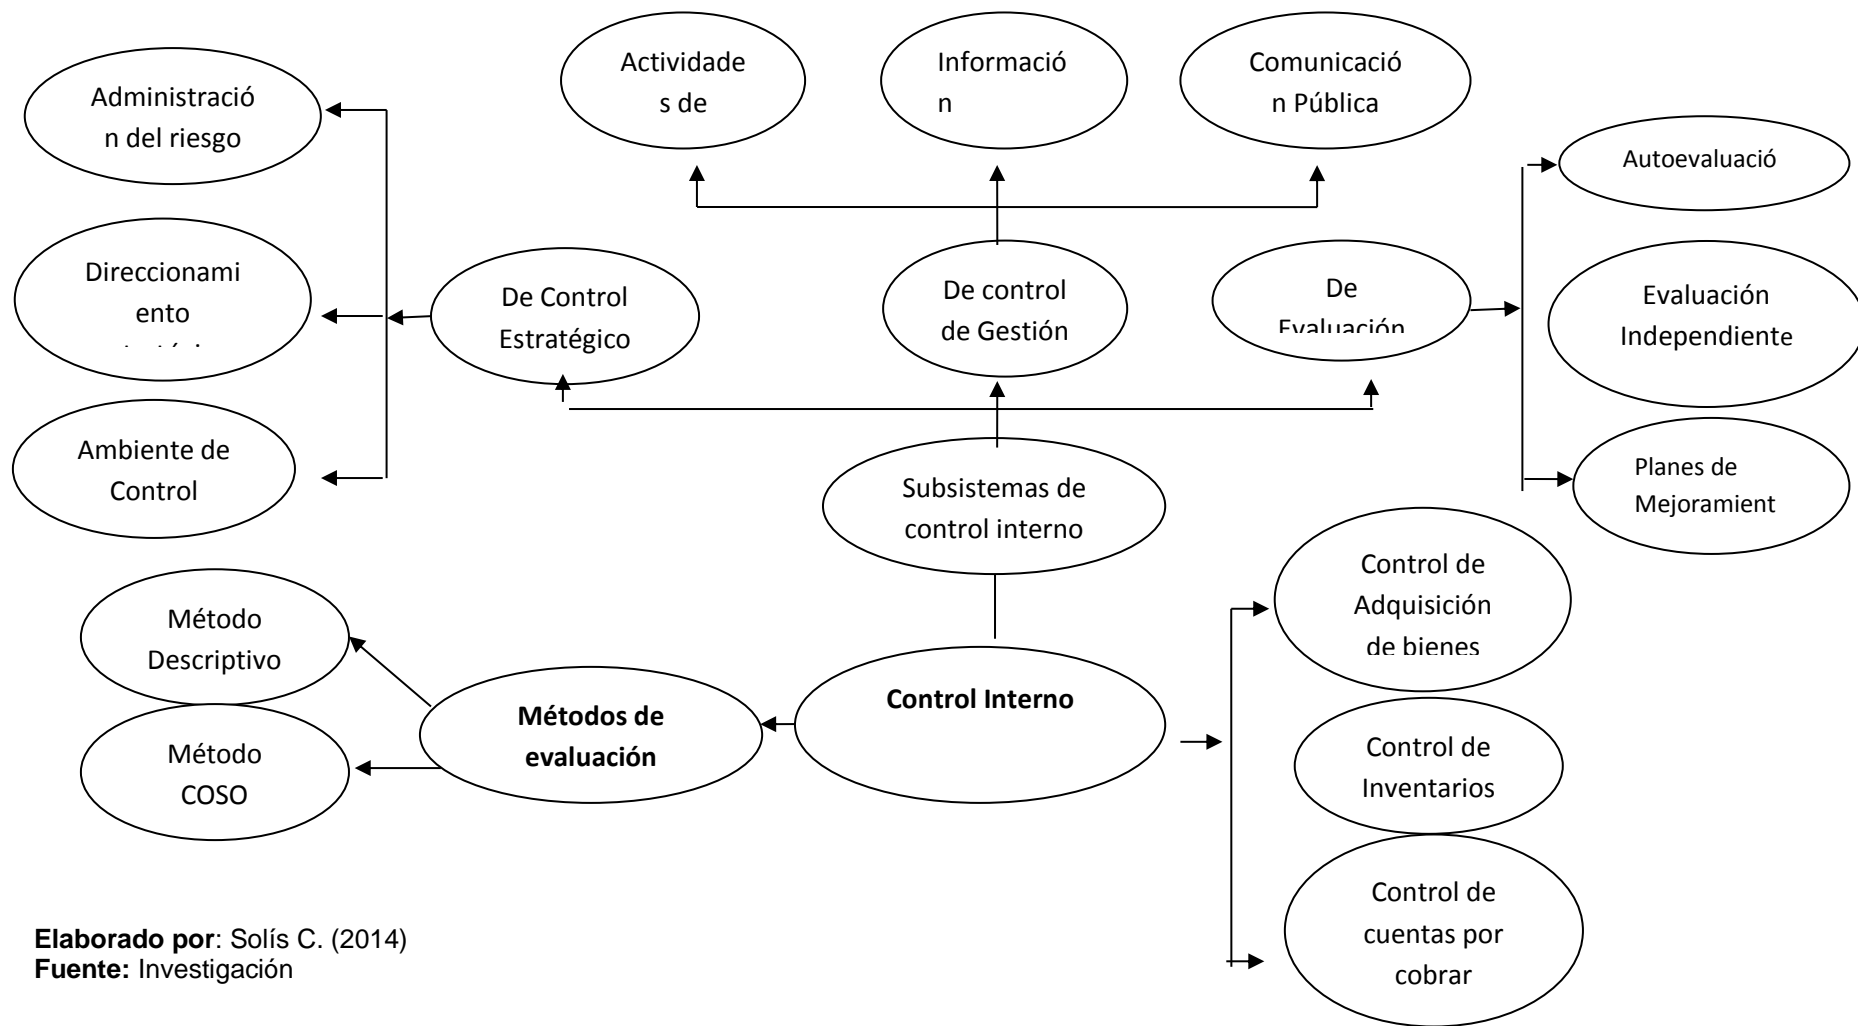 Administració
n del riesgo
Direccionami
ento
Ambiente de
Control
De Control
Estratégico
Actividade
s de
Informació
n
Comunicació
n Pública
De control
de Gestión
De
Evaluación
Autoevaluació
Evaluación
Independiente
Planes de
Mejoramient
Subsistemas de
control interno
Método
Descriptivo
Método
COSO
Métodos de
evaluación
Control Interno
Control de
Adquisición
de bienes
Control de
Inventarios
Control de
cuentas por
cobrar
Elaborado por: Solís C. (2014)
Fuente: Investigación